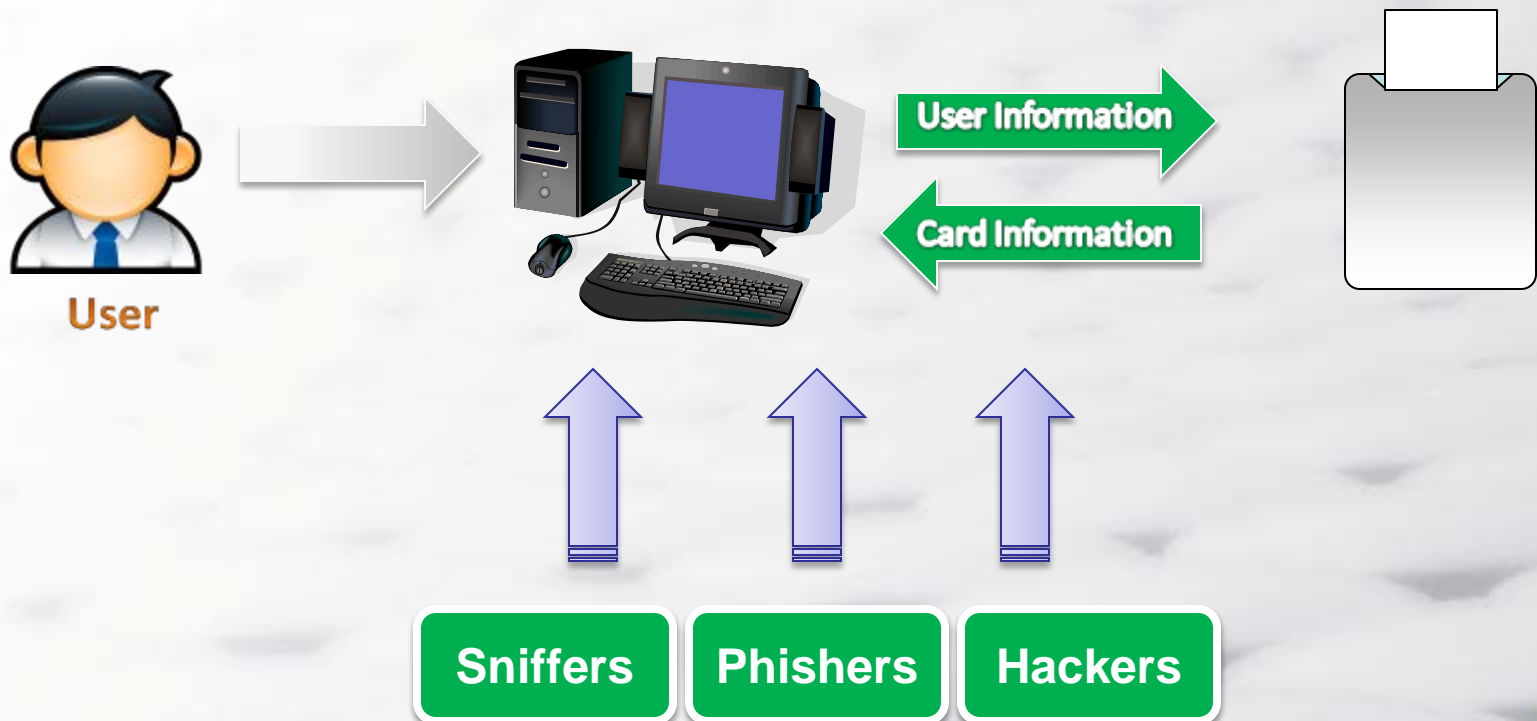 User Information
Card Information
User
Sniffers
Phishers
Hackers